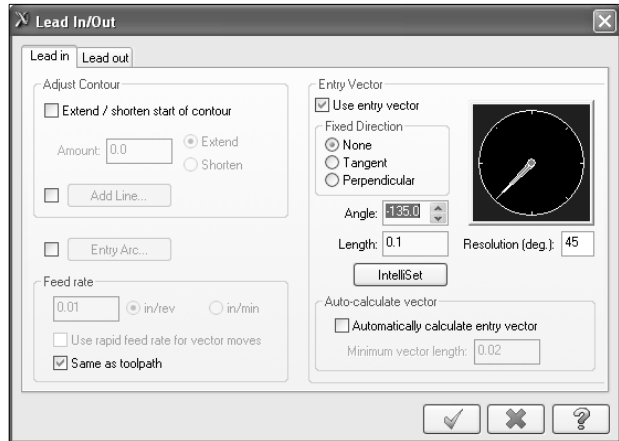 Lead In/Out
Lead in
Lead out
Adjust Contour
Extend / shorten start of contour
Amount: 0.0
Extend
Shorten
Add Line...
Entry Arc...
Feed rate
0.01 in/rev in/min
Use rapid feed rate for vector moves
Same as toolpath
Entry Vector
Use entry vector
Fixed Direction
None
Tangent
Perpendicular
Angle: -135.0
Length: 0.1
Resolution (deg.): 45
IntelliSet
Auto-calculate vector
Automatically calculate entry vector
Minimum vector length: 0.02
?